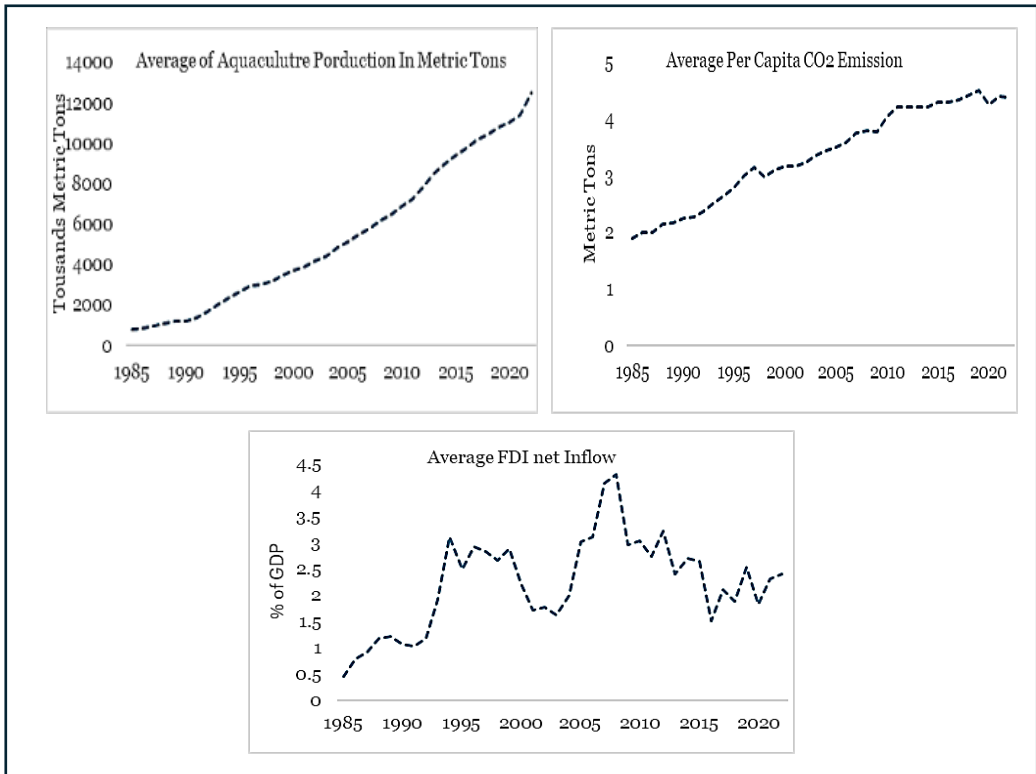 Average of Aquaculutre Porduction In Metric Tons
Tousands Metric Tons
14000
12000
10000
8000
6000
4000
2000
0
1985 1990 1995 2000 2005 2010 2015 2020
Average Per Capita CO2 Emission
Metric Tons
5
4
3
2
1
0
1985 1990 1995 2000 2005 2010 2015 2020
Average FDI net Inflow
% of GDP
4.5
4
3.5
3
2.5
2
1.5
1
0.5
0
1985 1990 1995 2000 2005 2010 2015 2020